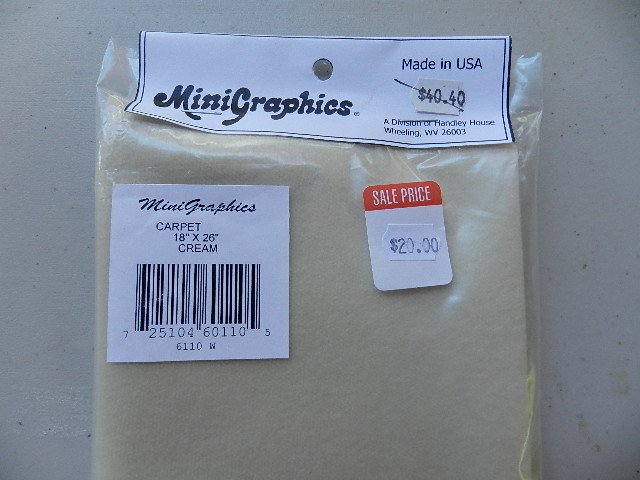 Made in USA
$40.40
MiniGraphics®
A Division of Handley House
Wheeling, WV 26003
SALE PRICE
$20.00
MiniGraphics
CARPET
18" X 26"
CREAM
7 25104 60110 5
6110 W